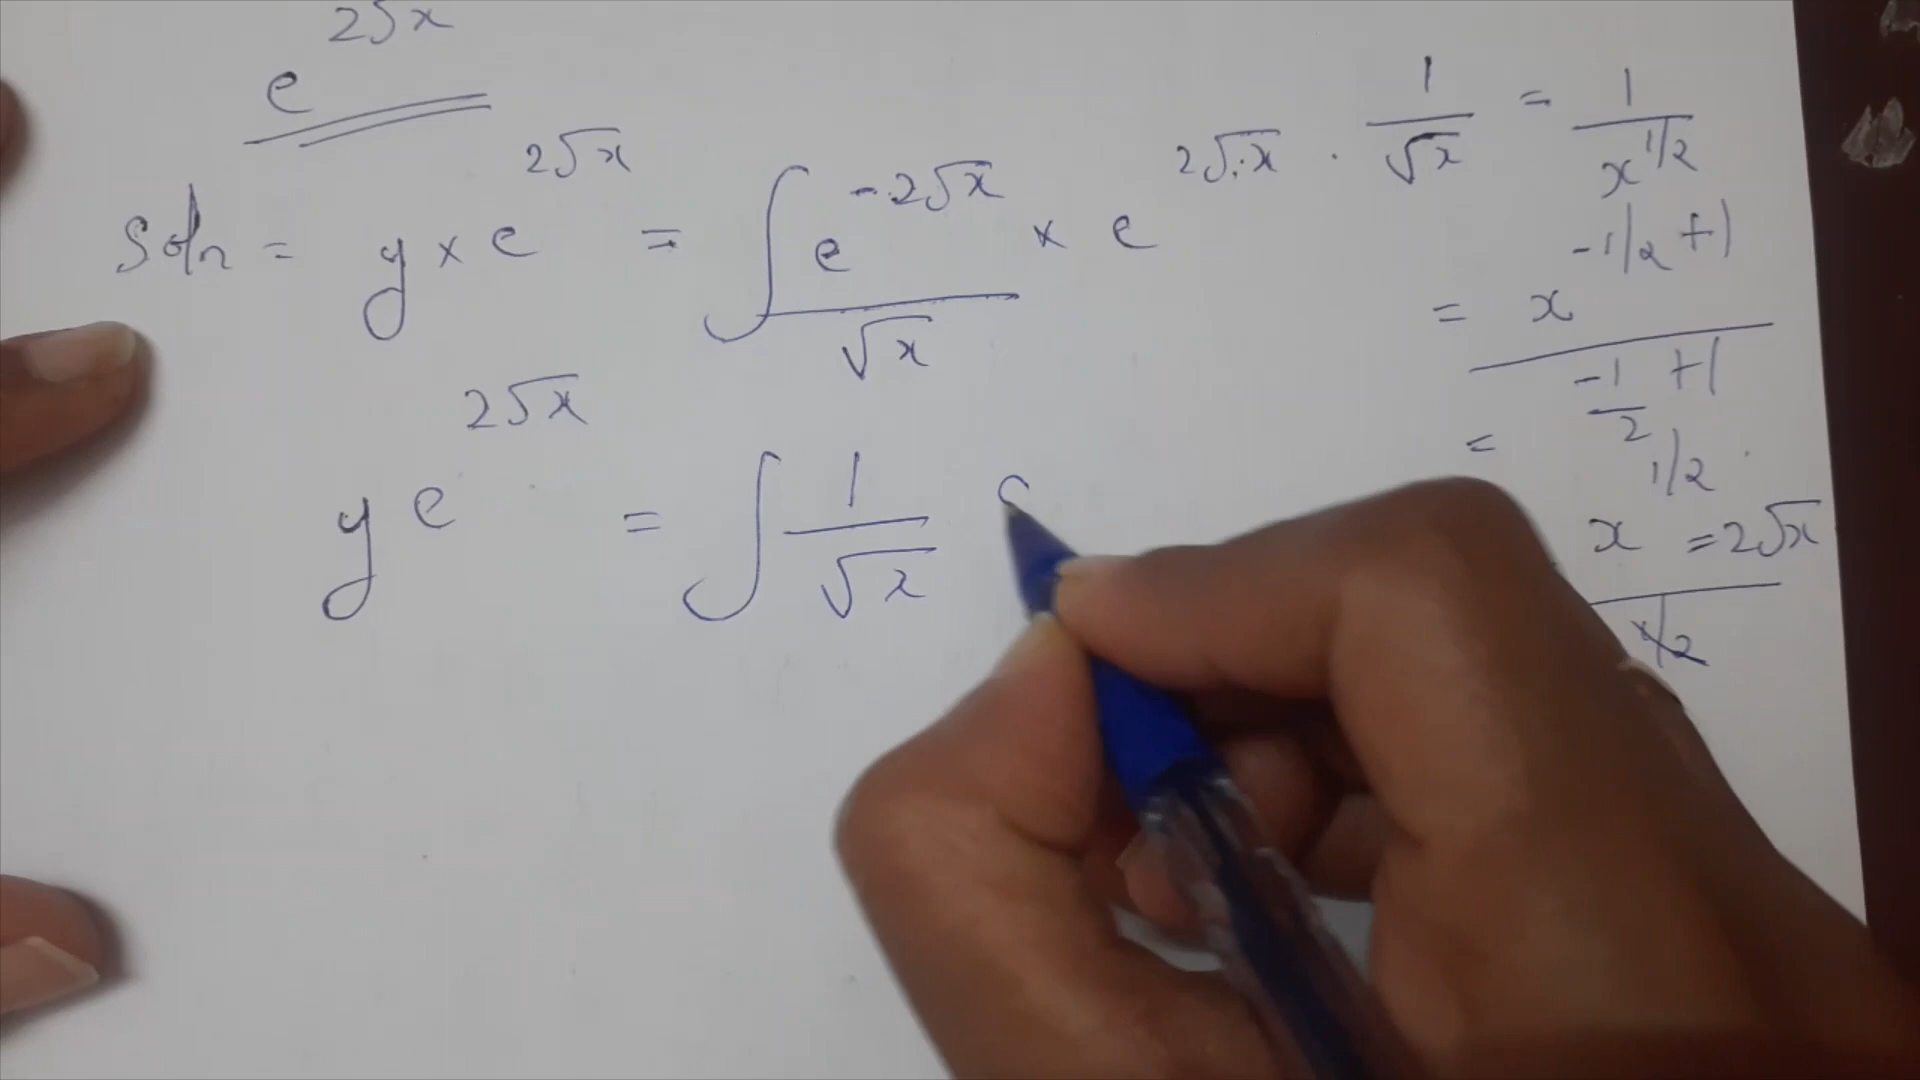 e^{2√x}
Soln = y × e^{2√x} = ∫ e^{-2√x} / √x × e^{2√x} .
y e^{2√x} = ∫ 1/√x
1/√x = 1/x^{1/2}
= x^{-1/2 +1} / (-1/2 +1)
= x^{1/2} / (1/2) = 2√x